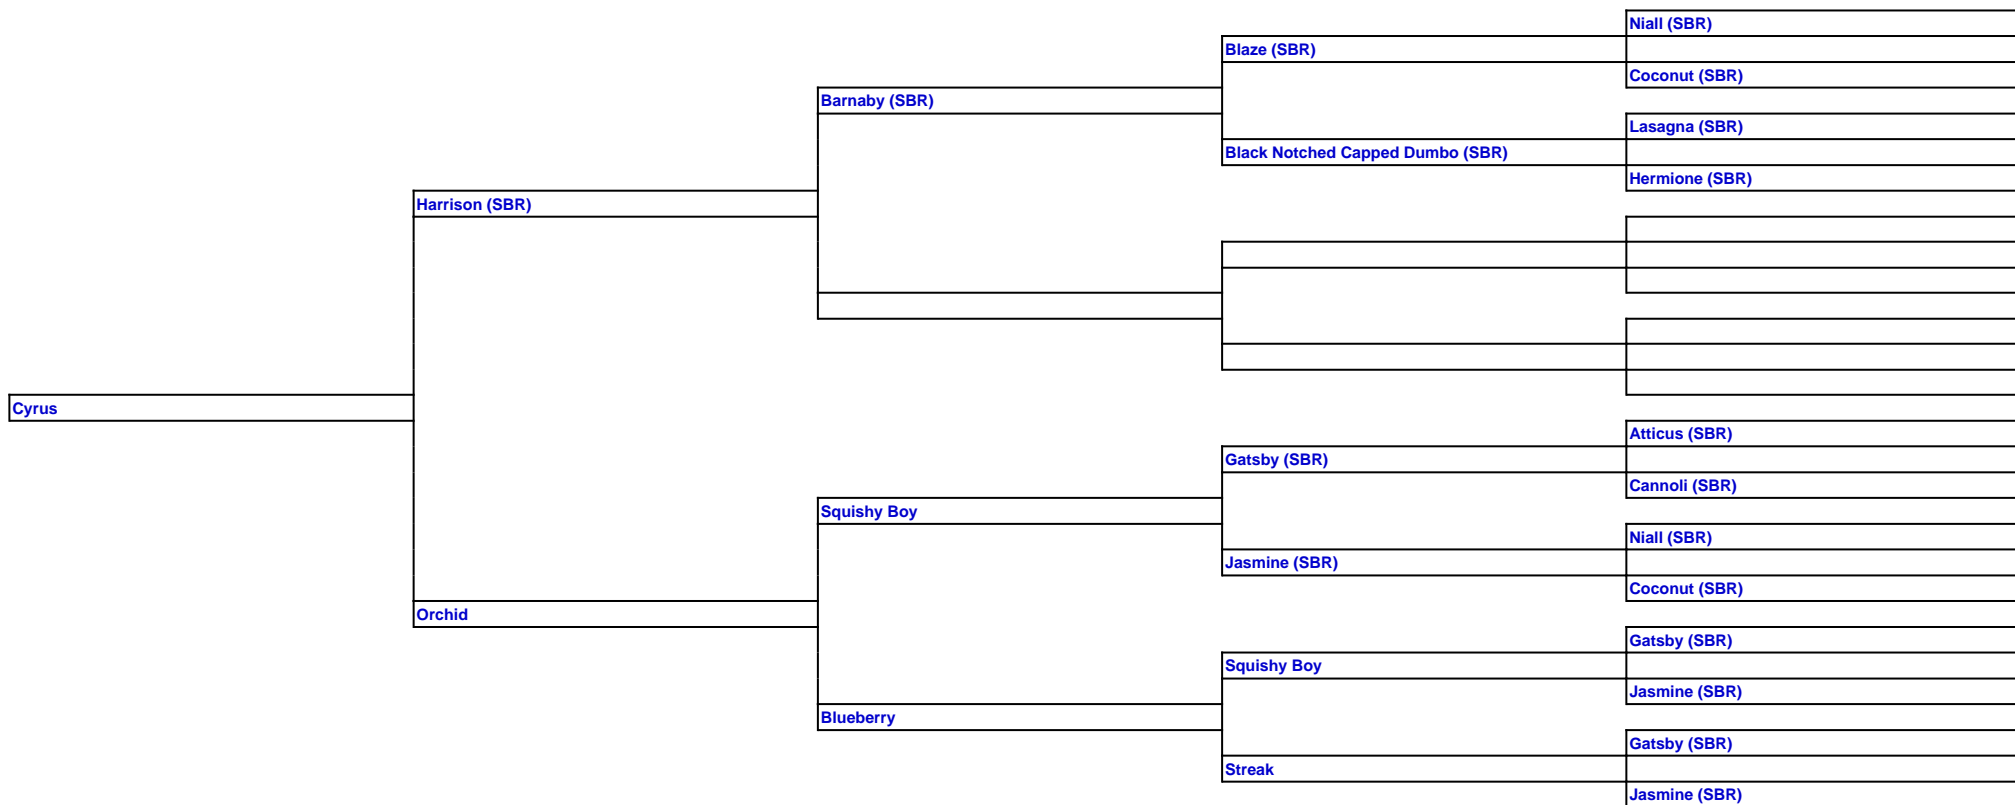 Niall (SBR)
Blaze (SBR)
Coconut (SBR)
Barnaby (SBR)
Lasagna (SBR)
Black Notched Capped Dumbo (SBR)
Hermione (SBR)
Harrison (SBR)
Cyrus
Atticus (SBR)
Gatsby (SBR)
Cannoli (SBR)
Squishy Boy
Niall (SBR)
Jasmine (SBR)
Coconut (SBR)
Orchid
Gatsby (SBR)
Squishy Boy
Jasmine (SBR)
Blueberry
Gatsby (SBR)
Streak
Jasmine (SBR)